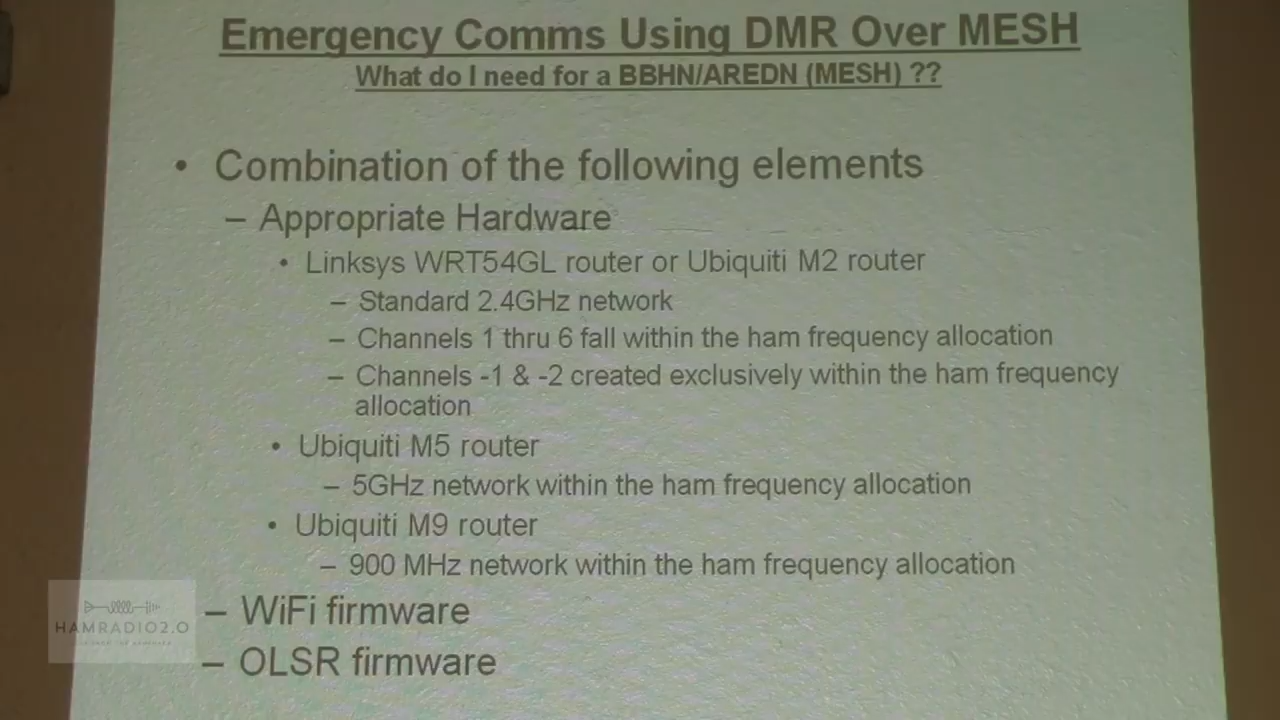 Emergency Comms Using DMR Over MESH
What do I need for a BBHN/AREDN (MESH) ??
• Combination of the following elements
– Appropriate Hardware
• Linksys WRT54GL router or Ubiquiti M2 router
– Standard 2.4GHz network
– Channels 1 thru 6 fall within the ham frequency allocation
– Channels -1 & -2 created exclusively within the ham frequency
allocation
• Ubiquiti M5 router
– 5GHz network within the ham frequency allocation
• Ubiquiti M9 router
– 900 MHz network within the ham frequency allocation
– WiFi firmware
HAMRADIO2.0
– OLSR firmware